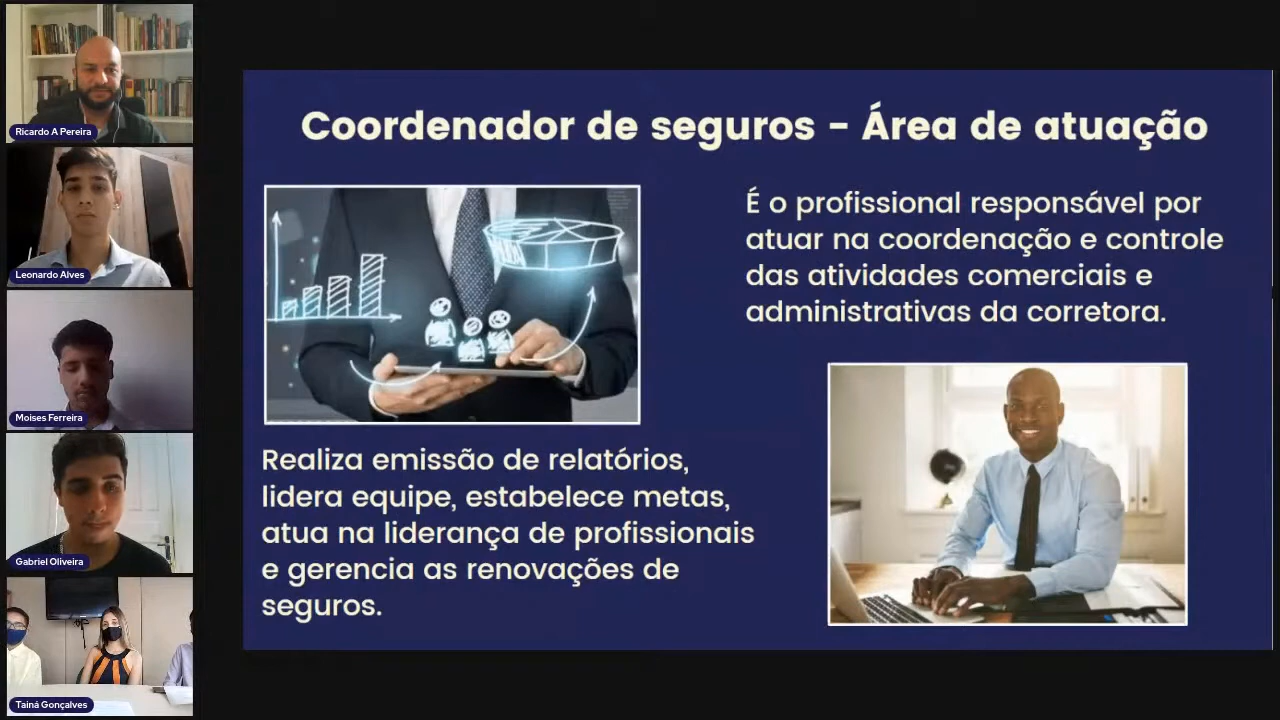 Ricardo A Pereira
Leonardo Alves
Moises Ferreira
Gabriel Oliveira
Tainá Gonçalves
Coordenador de seguros - Área de atuação
É o profissional responsável por
atuar na coordenação e controle
das atividades comerciais e
administrativas da corretora.
Realiza emissão de relatórios,
lidera equipe, estabelece metas,
atua na liderança de profissionais
e gerencia as renovações de
seguros.